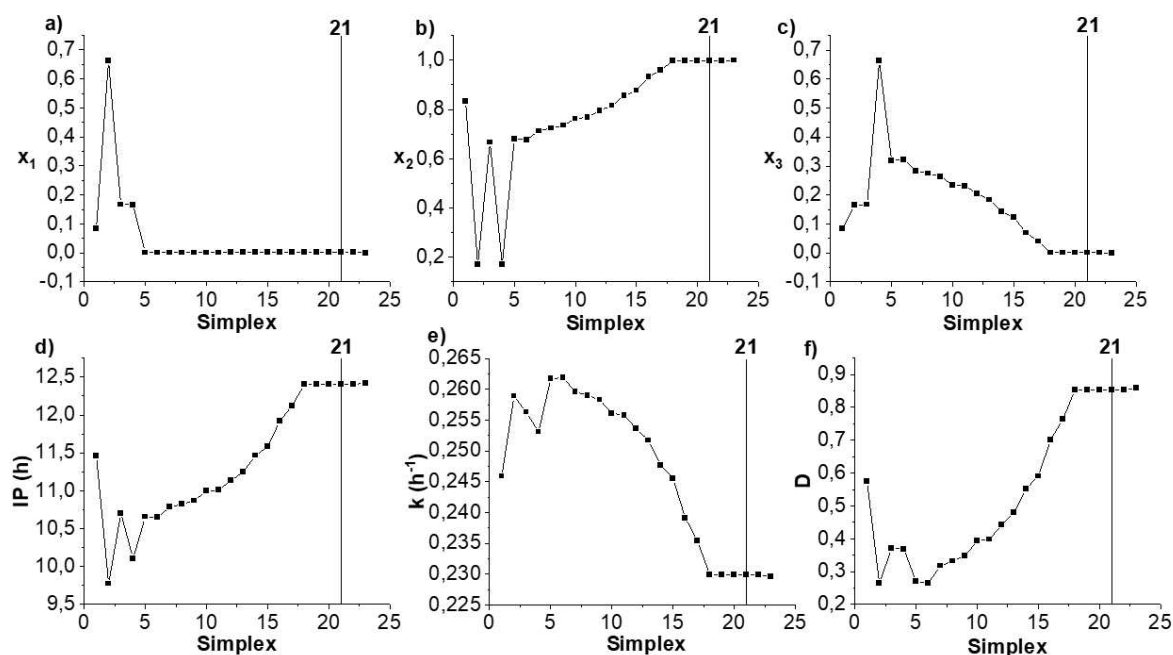 a)
21
0,7
0,6
0,5
0,4
0,3
0,2
0,1
0,0
-0,1
x1
0 5 10 15 20 25
Simplex
b)
21
1,0
0,8
0,6
0,4
0,2
x2
0 5 10 15 20 25
Simplex
c)
21
0,7
0,6
0,5
0,4
0,3
0,2
0,1
0,0
-0,1
x3
0 5 10 15 20 25
Simplex
d)
21
12,5
12,0
11,5
11,0
10,5
10,0
9,5
IP (h)
0 5 10 15 20 25
Simplex
e)
21
0,265
0,260
0,255
0,250
0,245
0,240
0,235
0,230
0,225
k (h-1)
0 5 10 15 20 25
Simplex
f)
21
0,9
0,8
0,7
0,6
0,5
0,4
0,3
0,2
D
0 5 10 15 20 25
Simplex